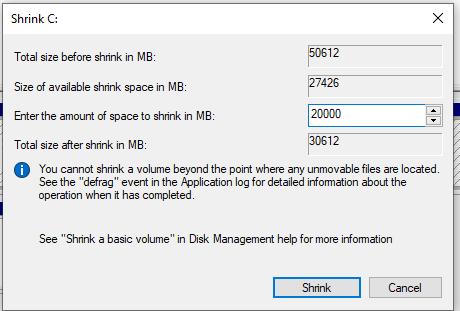 Shrink C:
Total size before shrink in MB: 50612
Size of available shrink space in MB: 27426
Enter the amount of space to shrink in MB: 20000
Total size after shrink in MB: 30612
You cannot shrink a volume beyond the point where any unmovable files are located.
See the "defrag" event in the Application log for detailed information about the
operation when it has completed.
See "Shrink a basic volume" in Disk Management help for more information
Shrink Cancel